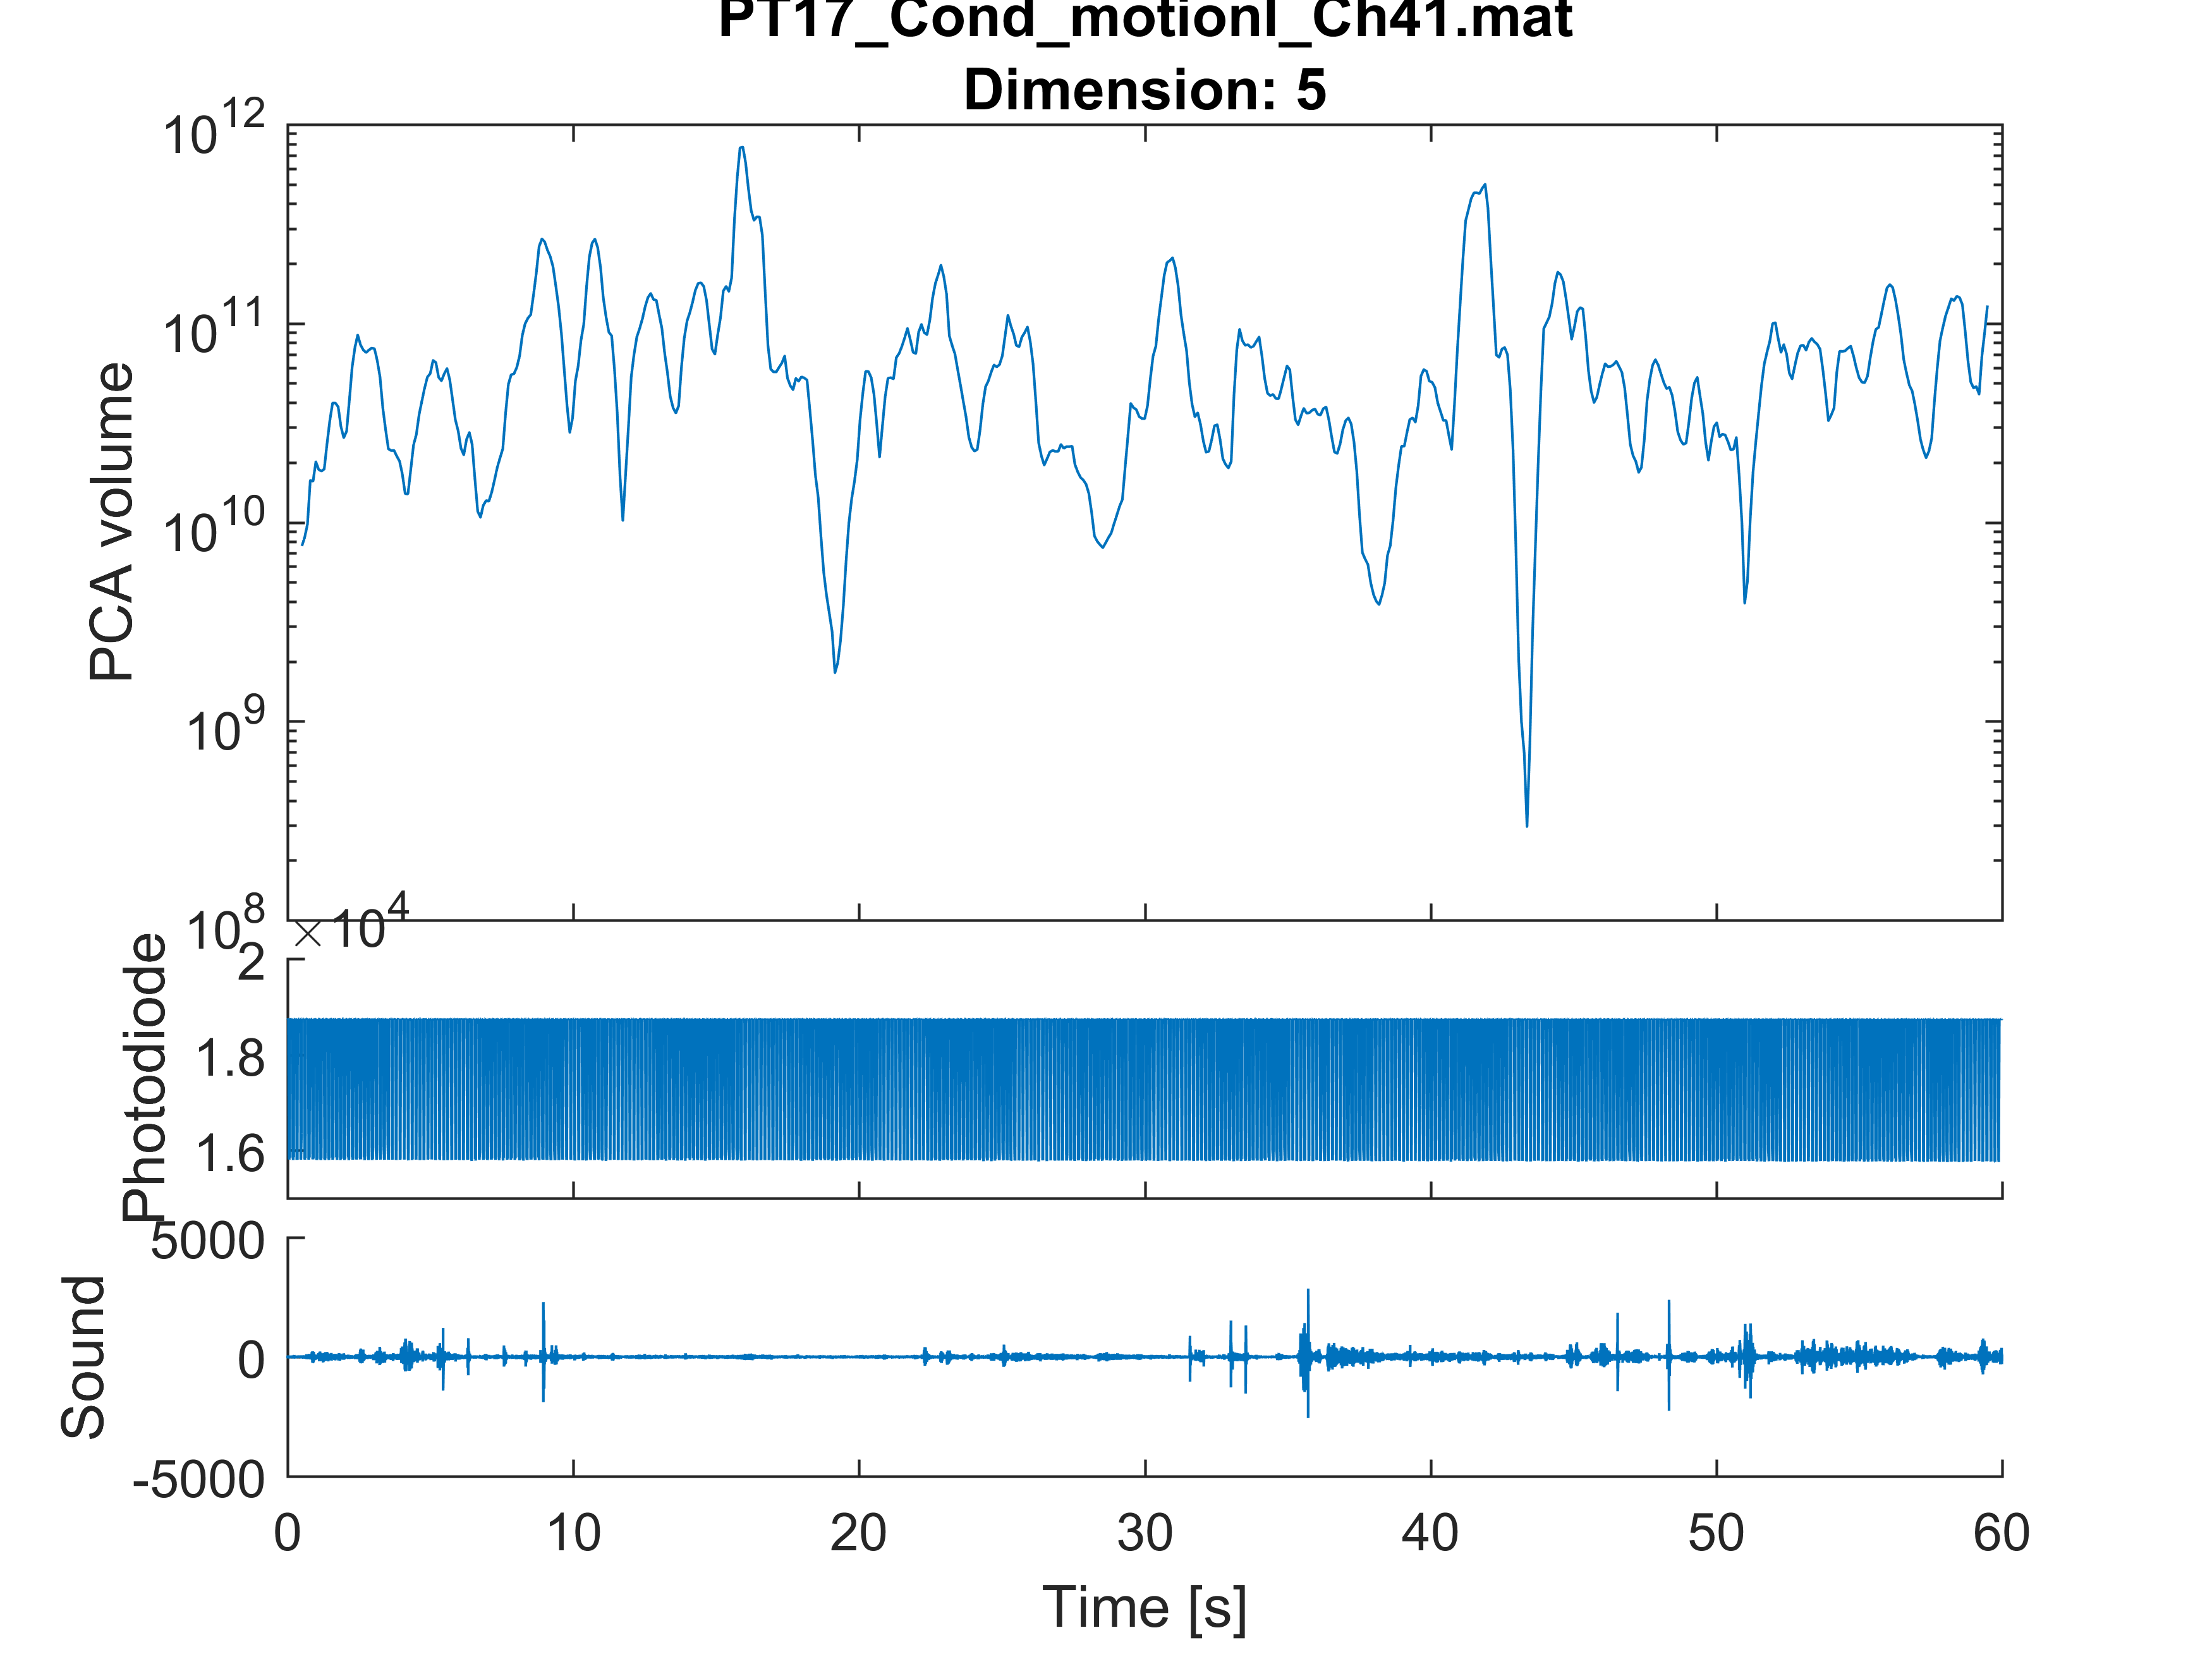 PT17_Cond_motionI_Ch41.mat
Dimension: 5
10^12
10^11
10^10
10^9
10^8
PCA volume
× 10^4
2
1.8
1.6
Photodiode
5000
0
-5000
Sound
0 10 20 30 40 50 60
Time [s]